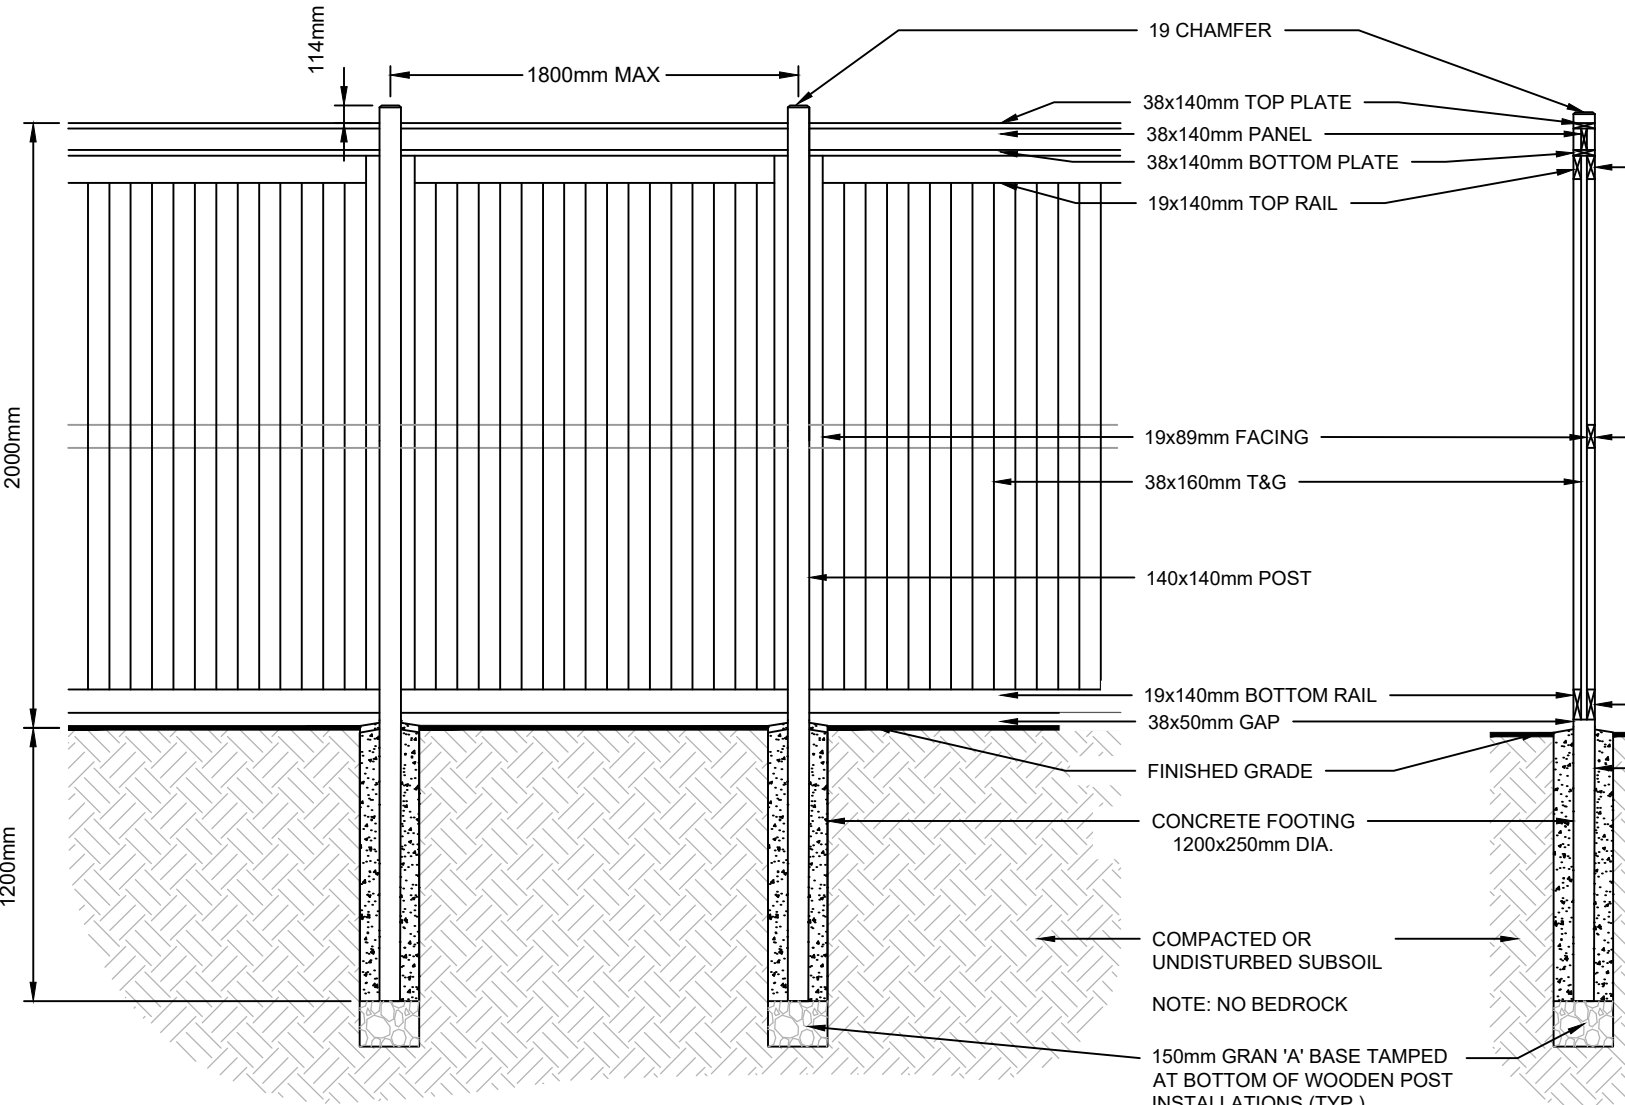 114mm
1800mm MAX
19 CHAMFER
38x140mm TOP PLATE
38x140mm PANEL
38x140mm BOTTOM PLATE
19x140mm TOP RAIL
2000mm
19x89mm FACING
38x160mm T&G
140x140mm POST
19x140mm BOTTOM RAIL
38x50mm GAP
FINISHED GRADE
1200mm
CONCRETE FOOTING
1200x250mm DIA.
COMPACTED OR
UNDISTURBED SUBSOIL
NOTE: NO BEDROCK
150mm GRAN 'A' BASE TAMPED
AT BOTTOM OF WOODEN POST
INSTALLATIONS (TYP.)